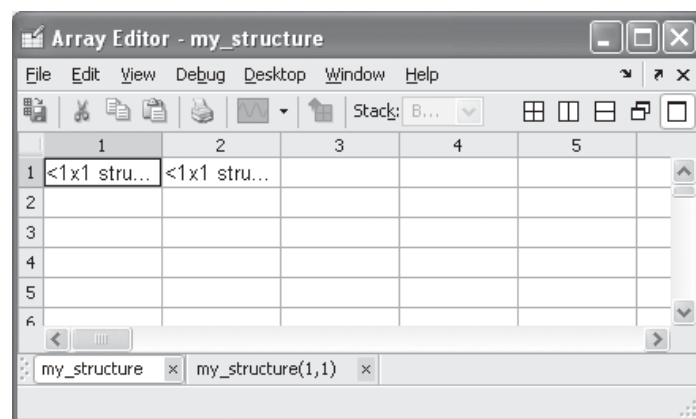 Array Editor - my_structure
File Edit View Debug Desktop Window Help
Stack: B...
1 2 3 4 5
1 <1x1 stru... <1x1 stru...
2
3
4
5
6
my_structure × my_structure(1,1) ×